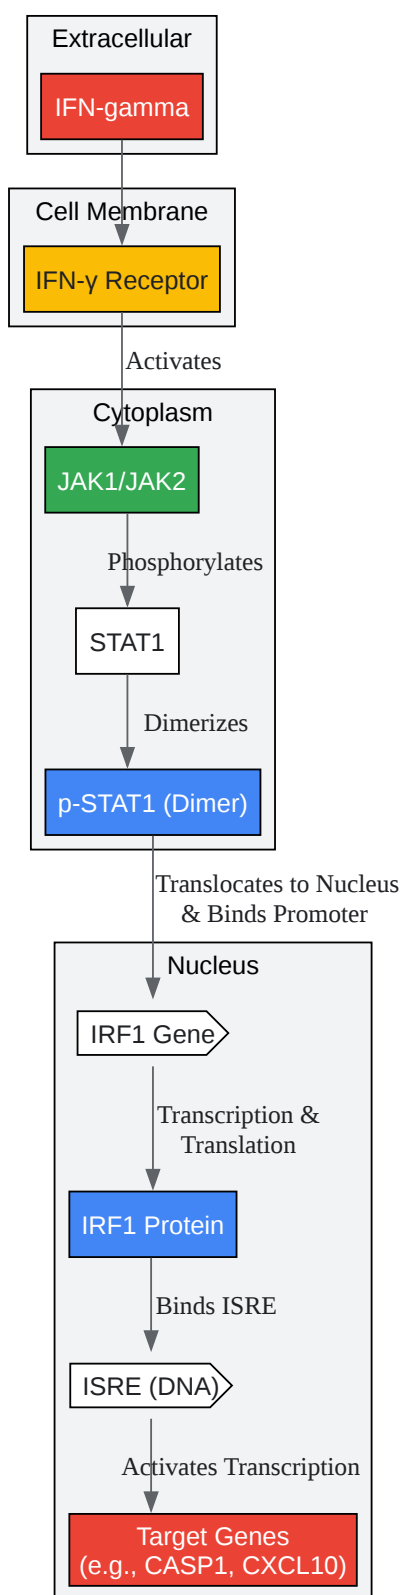 Extracellular
IFN-gamma
Cell Membrane
IFN-γ Receptor
Activates
Cytoplasm
JAK1/JAK2
Phosphorylates
STAT1
Dimerizes
p-STAT1 (Dimer)
Translocates to Nucleus
& Binds Promoter
Nucleus
IRF1 Gene
Transcription &
Translation
IRF1 Protein
Binds ISRE
ISRE (DNA)
Activates Transcription
Target Genes
(e.g., CASP1, CXCL10)